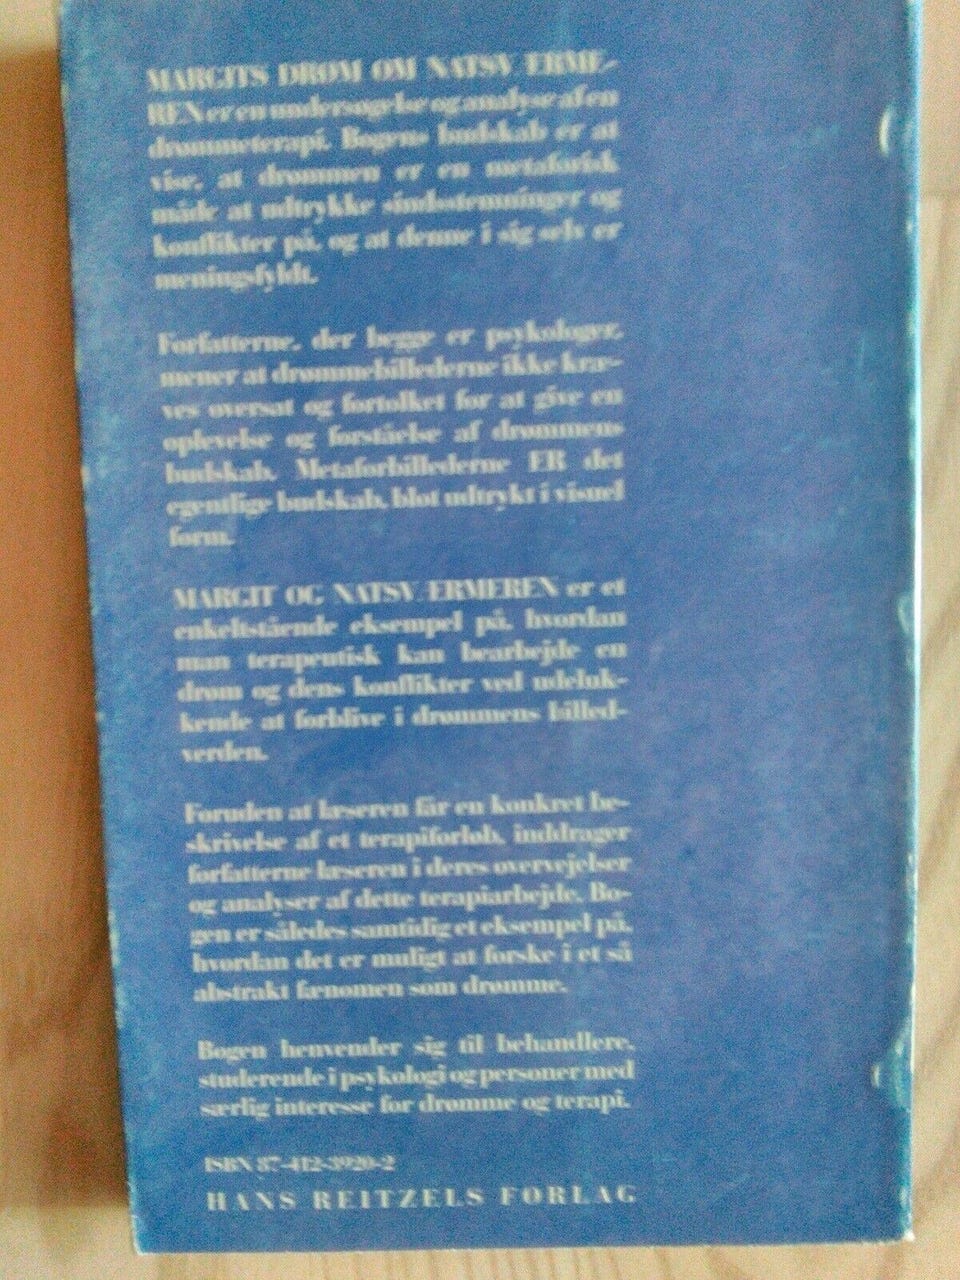 MARGITS DRØM OM NATSVÆRME-
REN er en undersøgelse og analyse af en
drømmeterapi. Bogens budskab er at
vise, at drømmen er en metaforisk
måde at udtrykke sindsstemninger og
konflikter på, og at denne i sig selv er
meningsfyldt.
Forfatterne, der begge er psykologer,
mener at drømmebillederne ikke kræ-
ves oversat og fortolket for at give en
oplevelse og forståelse af drømmens
budskab. Metaforbillederne ER det
egentlige budskab, blot udtrykt i visuel
form.
MARGIT OG NATSVÆRMEREN er et
enkeltstående eksempel på, hvordan
man terapeutisk kan bearbejde en
drøm og dens konflikter ved udeluk-
kende at forblive i drømmens billed-
verden.
Foruden at læseren får en konkret be-
skrivelse af et terapiforløb, inddrager
forfatterne læseren i deres overvejelser
og analyser af dette terapiarbejde. Bo-
gen er således samtidig et eksempel på,
hvordan det er muligt at forske i et så
abstrakt fænomen som drømme.
Bogen henvender sig til behandlere,
studerende i psykologi og personer med
særlig interesse for drømme og terapi.
ISBN 87-412-3920-2
HANS REITZELS FORLAG